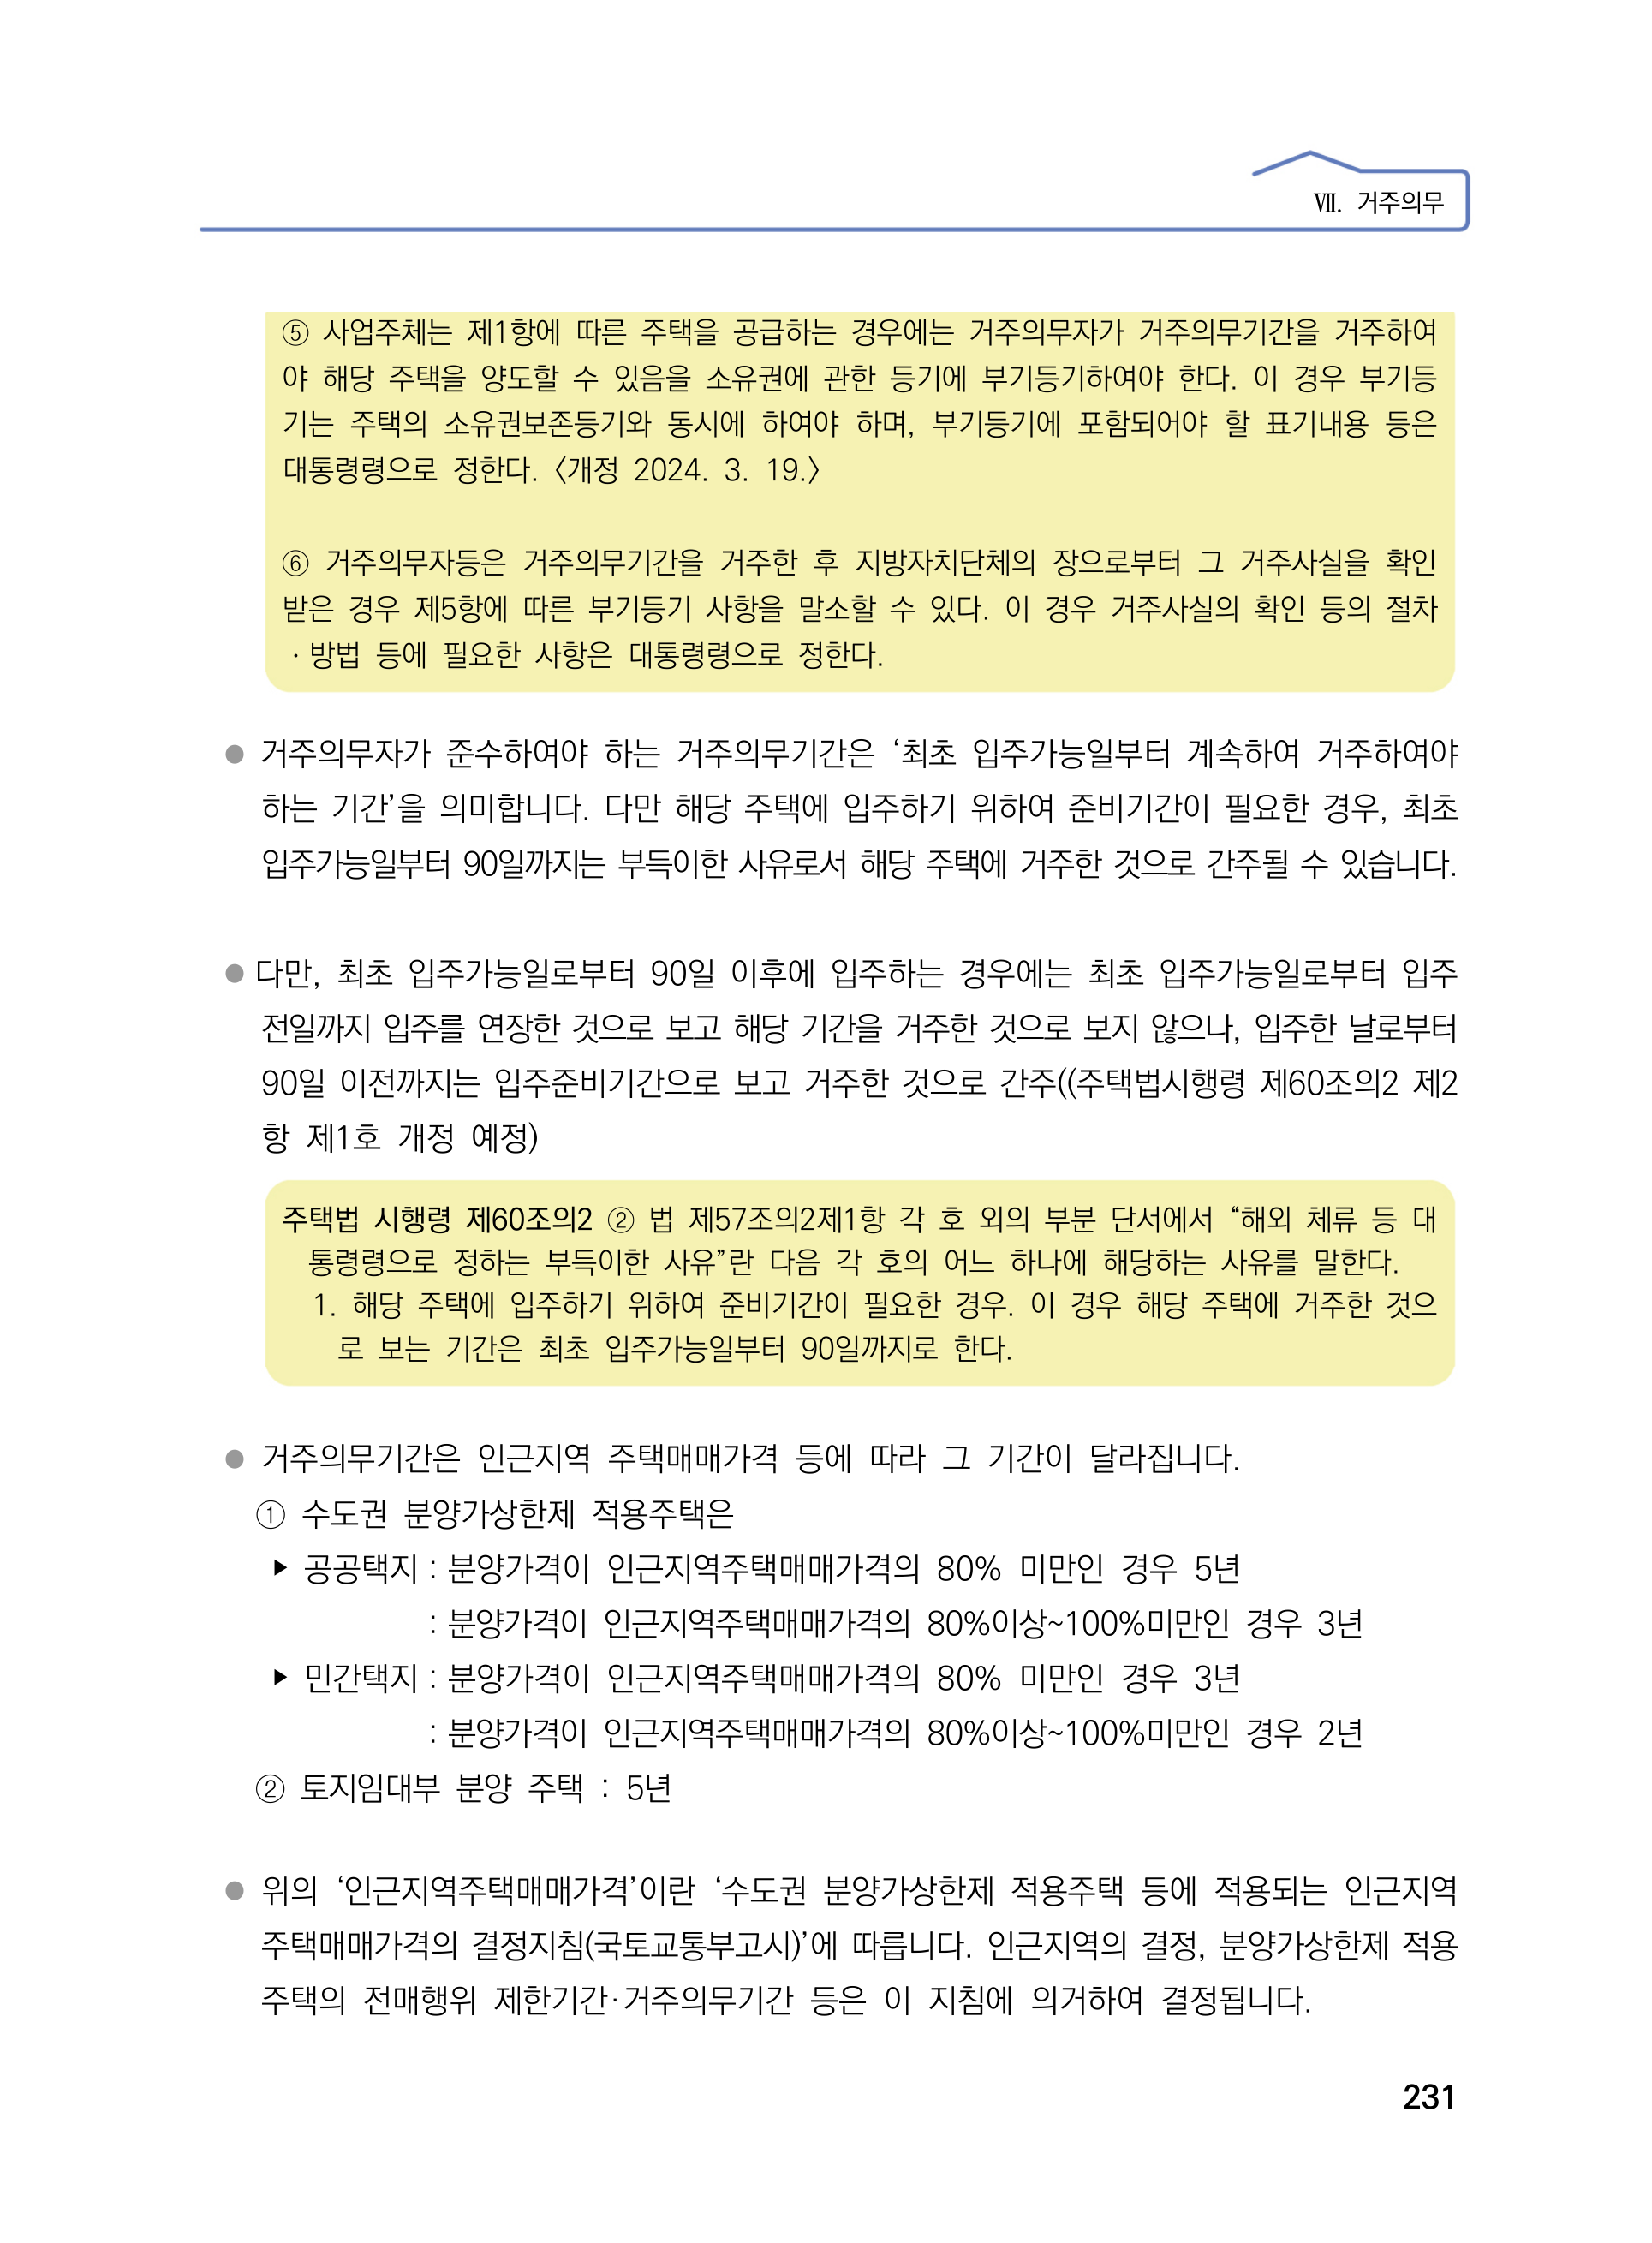 Ⅶ. 거주의무
⑤ 사업주체는 제1항에 따른 주택을 공급하는 경우에는 거주의무자가 거주의무기간을 거주하여
야 해당 주택을 양도할 수 있음을 소유권에 관한 등기에 부기등기하여야 한다. 이 경우 부기등
기는 주택의 소유권보존등기와 동시에 하여야 하며, 부기등기에 포함되어야 할 표기내용 등은
대통령령으로 정한다.〈개정 2024. 3. 19.〉
⑥ 거주의무자등은 거주의무기간을 거주한 후 지방자치단체의 장으로부터 그 거주사실을 확인
받은 경우 제5항에 따른 부기등기 사항을 말소할 수 있다. 이 경우 거주사실의 확인 등의 절차
· 방법 등에 필요한 사항은 대통령령으로 정한다.
● 거주의무자가 준수하여야 하는 거주의무기간은 ‘최초 입주가능일부터 계속하여 거주하여야
하는 기간’을 의미합니다. 다만 해당 주택에 입주하기 위하여 준비기간이 필요한 경우, 최초
입주가능일부터 90일까지는 부득이한 사유로서 해당 주택에 거주한 것으로 간주될 수 있습니다.
● 다만, 최초 입주가능일로부터 90일 이후에 입주하는 경우에는 최초 입주가능일로부터 입주
전일까지 입주를 연장한 것으로 보고 해당 기간을 거주한 것으로 보지 않으나, 입주한 날로부터
90일 이전까지는 입주준비기간으로 보고 거주한 것으로 간주((주택법시행령 제60조의2 제2
항 제1호 개정 예정)
주택법 시행령 제60조의2 ② 법 제57조의2제1항 각 호 외의 부분 단서에서 “해외 체류 등 대
통령령으로 정하는 부득이한 사유”란 다음 각 호의 어느 하나에 해당하는 사유를 말한다.
1. 해당 주택에 입주하기 위하여 준비기간이 필요한 경우. 이 경우 해당 주택에 거주한 것으
로 보는 기간은 최초 입주가능일부터 90일까지로 한다.
● 거주의무기간은 인근지역 주택매매가격 등에 따라 그 기간이 달라집니다.
① 수도권 분양가상한제 적용주택은
▶ 공공택지 : 분양가격이 인근지역주택매매가격의 80% 미만인 경우 5년
: 분양가격이 인근지역주택매매가격의 80%이상~100%미만인 경우 3년
▶ 민간택지 : 분양가격이 인근지역주택매매가격의 80% 미만인 경우 3년
: 분양가격이 인근지역주택매매가격의 80%이상~100%미만인 경우 2년
② 토지임대부 분양 주택 : 5년
● 위의 ‘인근지역주택매매가격’이란 ‘수도권 분양가상한제 적용주택 등에 적용되는 인근지역
주택매매가격의 결정지침(국토교통부고시)’에 따릅니다. 인근지역의 결정, 분양가상한제 적용
주택의 전매행위 제한기간·거주의무기간 등은 이 지침에 의거하여 결정됩니다.
231